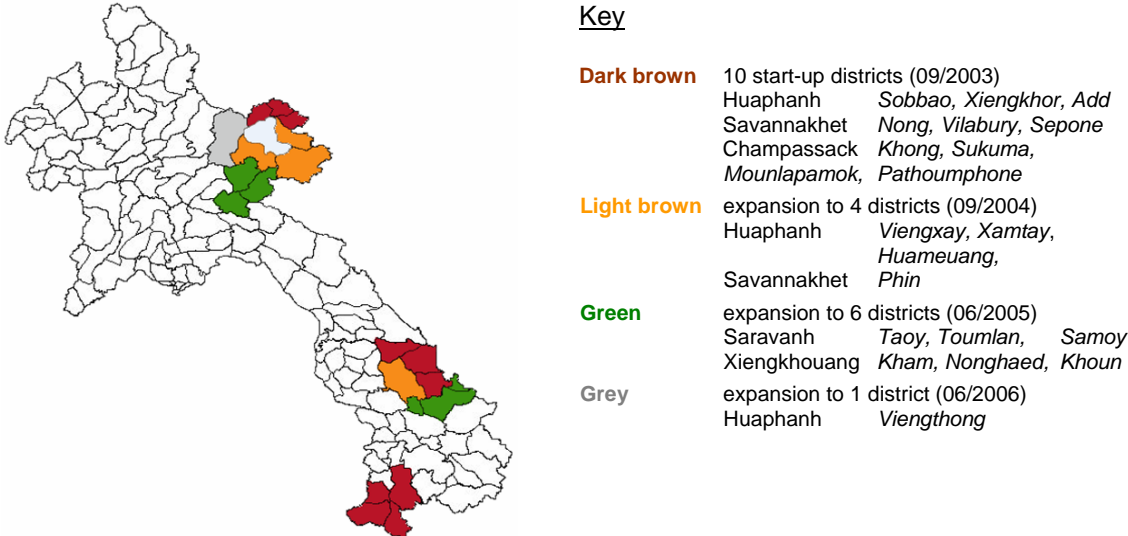 Key
Dark brown 10 start-up districts (09/2003)
Huaphanh Sobbao, Xiengkhor, Add
Savannakhet Nong, Vilabury, Sepone
Champassack Khong, Sukuma,
Mounlapamok, Pathoumphone
Light brown expansion to 4 districts (09/2004)
Huaphanh Viengxay, Xamtay,
Huameuang,
Savannakhet Phin
Green expansion to 6 districts (06/2005)
Saravanh Taoy, Toumlan, Samoy
Xiengkhouang Kham, Nonghaed, Khoun
Grey expansion to 1 district (06/2006)
Huaphanh Viengthong